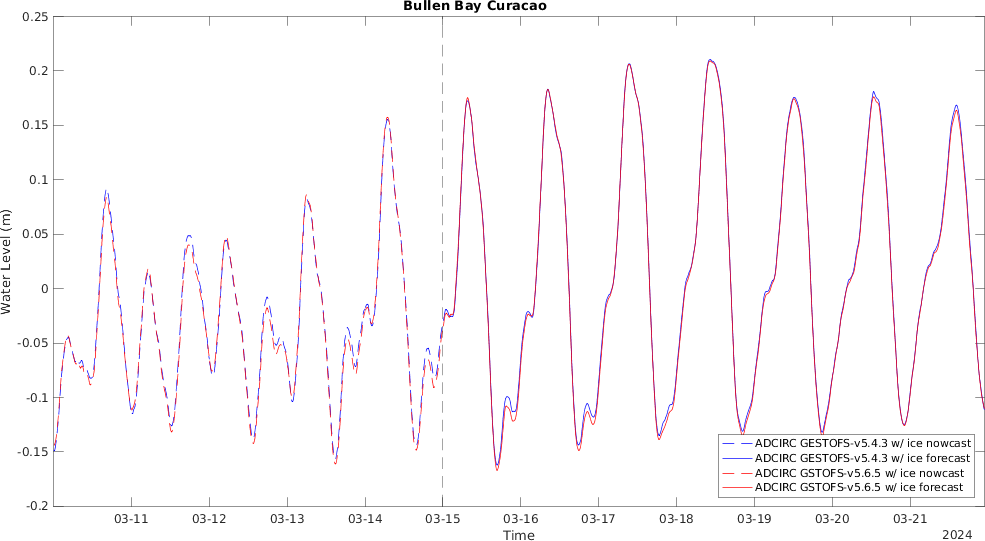 Bullen Bay Curacao
0.25
0.2
0.15
0.1
0.05
0
-0.05
-0.1
-0.15
-0.2
Water Level (m)
ADCIRC GESTOFS-v5.4.3 w/ ice nowcast
ADCIRC GESTOFS-v5.4.3 w/ ice forecast
ADCIRC GSTOFS-v5.6.5 w/ ice nowcast
ADCIRC GSTOFS-v5.6.5 w/ ice forecast
03-11 03-12 03-13 03-14 03-15 03-16 03-17 03-18 03-19 03-20 03-21
Time
2024